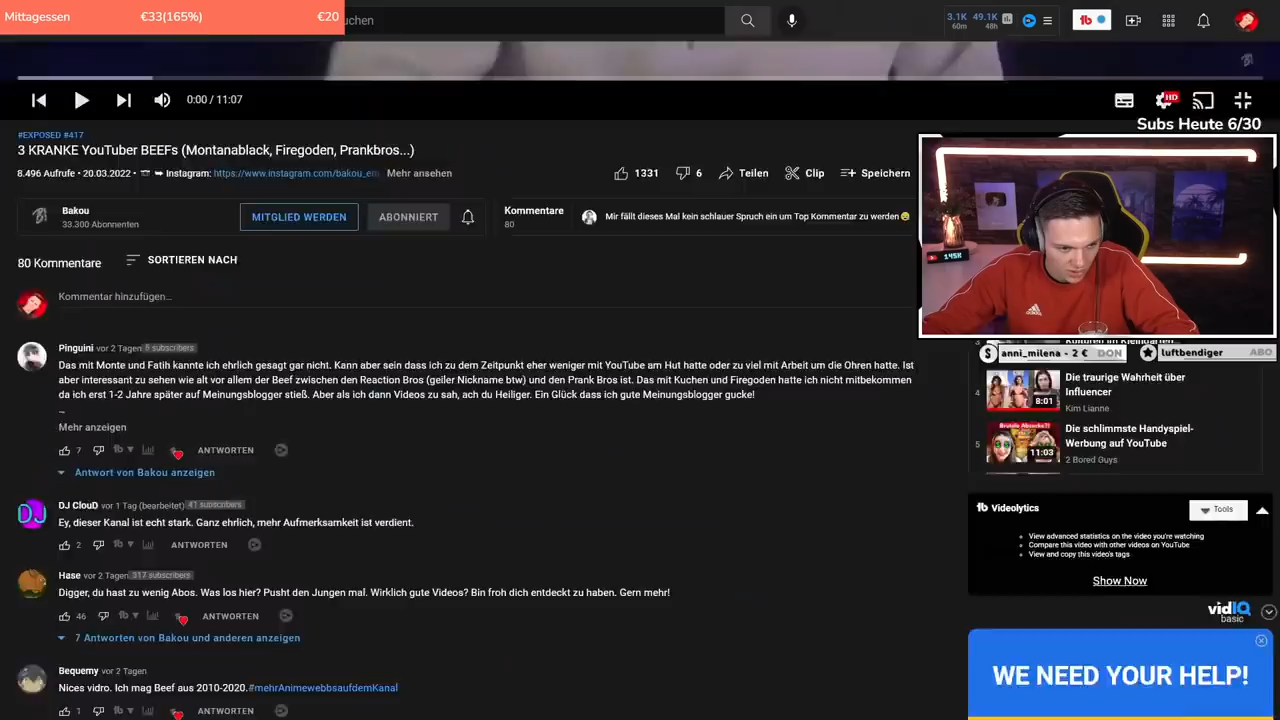 Mittagessen €33(165%) €20
uchen
3.1K 60m 49.1K 48h
0:00 / 11:07
HD
Subs Heute 6/30
#EXPOSED #417
3 KRANKE YouTuber BEEFs (Montanablack, Firegoden, Prankbros...)
8.496 Aufrufe • 20.03.2022 • Instagram: https://www.instagram.com/bakou_e Mehr ansehen
1331 6 Teilen Clip Speichern
Bakou
33.300 Abonnenten
MITGLIED WERDEN ABONNIERT
Kommentare
80
Mir fällt dieses Mal kein schlauer Spruch ein um Top Kommentar zu werden
145K
80 Kommentare SORTIEREN NACH
Kommentar hinzufügen...
Pinguini vor 2 Tagen 6 subscribers
Das mit Monte und Fatih kannte ich ehrlich gesagt gar nicht. Kann aber sein dass ich zu dem Zeitpunkt eher weniger mit YouTube am Hut hatte oder zu viel mit Arbeit um die Ohren hatte. Ist
aber interessant zu sehen wie alt vor allem der Beef zwischen den Reaction Bros (geiler Nickname btw) und den Prank Bros ist. Das mit Kuchen und Firegoden hatte ich nicht mitbekommen
da ich erst 1-2 Jahre später auf Meinungsblogger stieß. Aber als ich dann Videos zu sah, ach du Heiliger. Ein Glück dass ich gute Meinungsblogger gucke!
~
Mehr anzeigen
7 ANTWORTEN
Antwort von Bakou anzeigen
DJ
DJ ClouD vor 1 Tag (bearbeitet) 41 subscribers
Ey, dieser Kanal ist echt stark. Ganz ehrlich, mehr Aufmerksamkeit ist verdient.
2 ANTWORTEN
Hase vor 2 Tagen 317 subscribers
Digger, du hast zu wenig Abos. Was los hier? Pusht den Jungen mal. Wirklich gute Videos? Bin froh dich entdeckt zu haben. Gern mehr!
46 ANTWORTEN
7 Antworten von Bakou und anderen anzeigen
Bequemy vor 2 Tagen
Nices vidro. Ich mag Beef aus 2010-2020.#mehrAnimewebbsaufdemKanal
1 ANTWORTEN
anni_milena - 2 € DON luftbendiger ABO
4 8:01 Die traurige Wahrheit über
Influencer
Kim Lianne
5 11:03 Die schlimmste Handyspiel-
Werbung auf YouTube
2 Bored Guys
Videolytics Tools
View advanced statistics on the video you're watching
Compare this video with other videos on YouTube
View and copy this video's tags
Show Now
vidIQ
basic
WE NEED YOUR HELP!